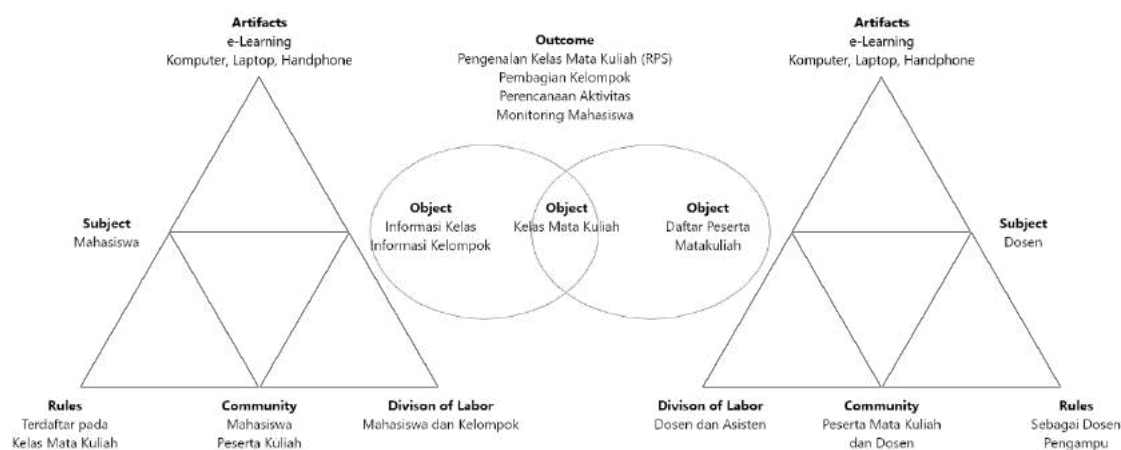 Artifacts
e-Learning
Komputer, Laptop, Handphone
Outcome
Pengenalan Kelas Mata Kuliah (RPS)
Pembagian Kelompok
Perencanaan Aktivitas
Monitoring Mahasiswa
Artifacts
e-Learning
Komputer, Laptop, Handphone
Subject
Mahasiswa
Object
Informasi Kelas
Informasi Kelompok
Object
Kelas Mata Kuliah
Object
Daftar Peserta
Matakuliah
Subject
Dosen
Rules
Terdaftar pada
Kelas Mata Kuliah
Community
Mahasiswa
Peserta Kuliah
Divison of Labor
Mahasiswa dan Kelompok
Divison of Labor
Dosen dan Asisten
Community
Peserta Mata Kuliah
dan Dosen
Rules
Sebagai Dosen
Pengampu